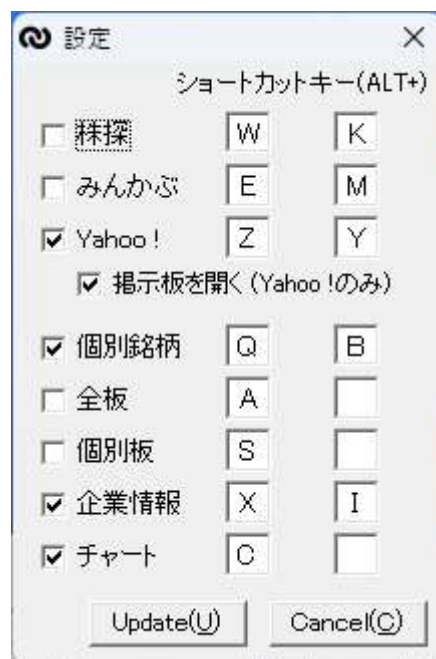 設定
ショートカットキー(ALT+)
株探 W K
みんかぶ E M
Yahoo! Z Y
掲示板を開く(Yahoo!のみ)
個別銘柄 Q B
全板 A
個別板 S
企業情報 X I
チャート C
Update(U) Cancel(C)